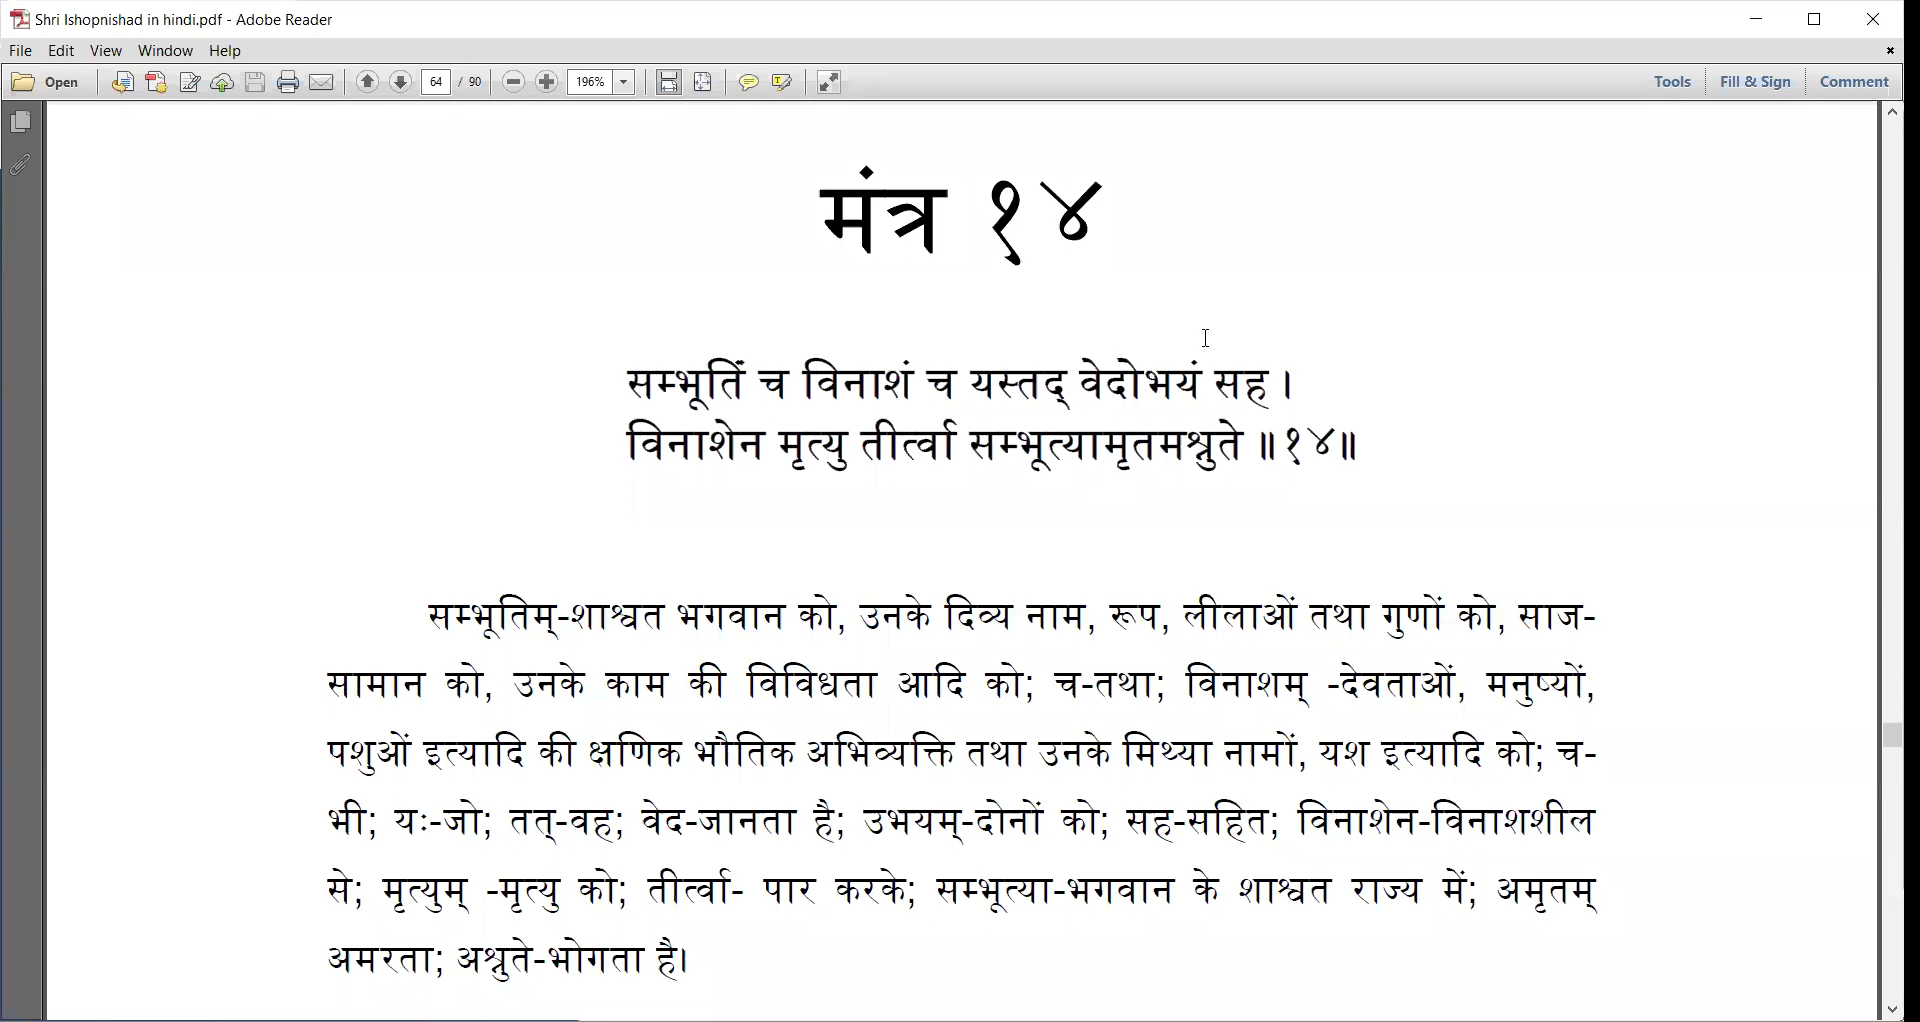 Shri Ishopnishad in hindi.pdf - Adobe Reader
File Edit View Window Help
Open 64 / 90 196% Tools Fill & Sign Comment
मंत्र १४
सम्भूतिं च विनाशं च यस्तद् वेदोभयं सह ।
विनाशेन मृत्यु तीर्त्वा सम्भूत्यामृतमश्नुते ॥१४॥
सम्भूतिम्-शाश्वत भगवान को, उनके दिव्य नाम, रूप, लीलाओं तथा गुणों को, साज-
सामान को, उनके काम की विविधता आदि को; च-तथा; विनाशम् -देवताओं, मनुष्यों,
पशुओं इत्यादि की क्षणिक भौतिक अभिव्यक्ति तथा उनके मिथ्या नामों, यश इत्यादि को; च-
भी; यः-जो; तत्-वह; वेद-जानता है; उभयम्-दोनों को; सह-सहित; विनाशेन-विनाशशील
से; मृत्युम् -मृत्यु को; तीर्त्वा- पार करके; सम्भूत्या-भगवान के शाश्वत राज्य में; अमृतम्
अमरता; अश्नुते-भोगता है।